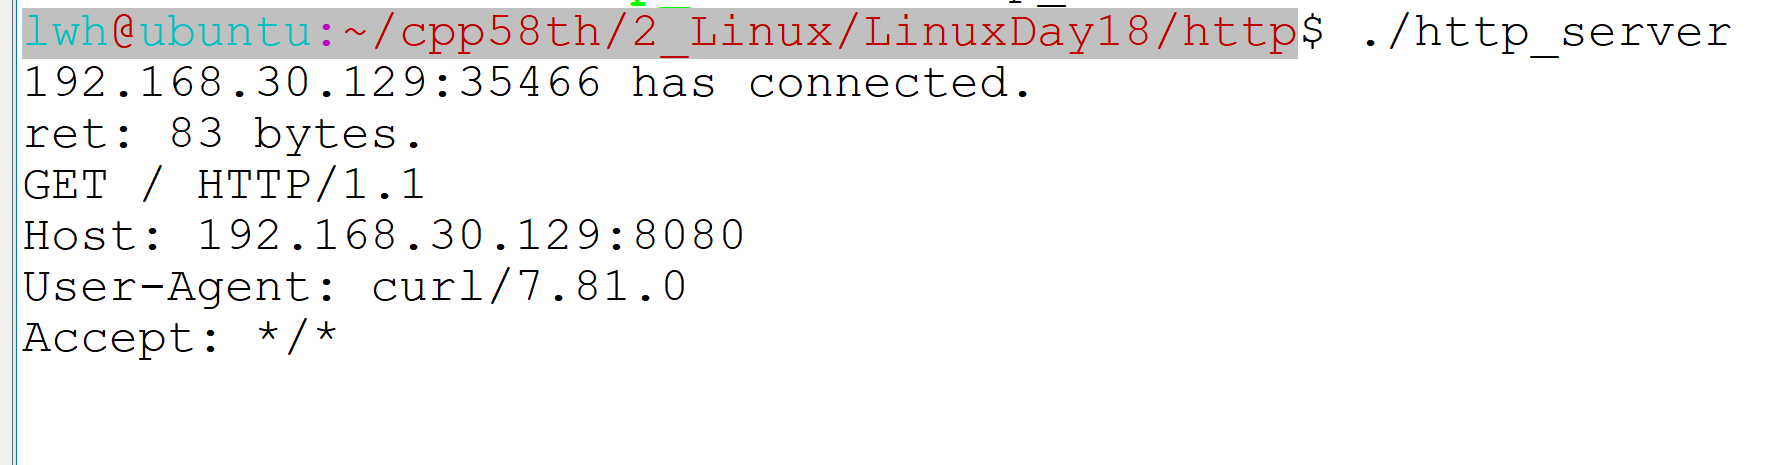 lwh@ubuntu:~/cpp58th/2_Linux/LinuxDay18/http$ ./http_server
192.168.30.129:35466 has connected.
ret: 83 bytes.
GET / HTTP/1.1
Host: 192.168.30.129:8080
User-Agent: curl/7.81.0
Accept: */*